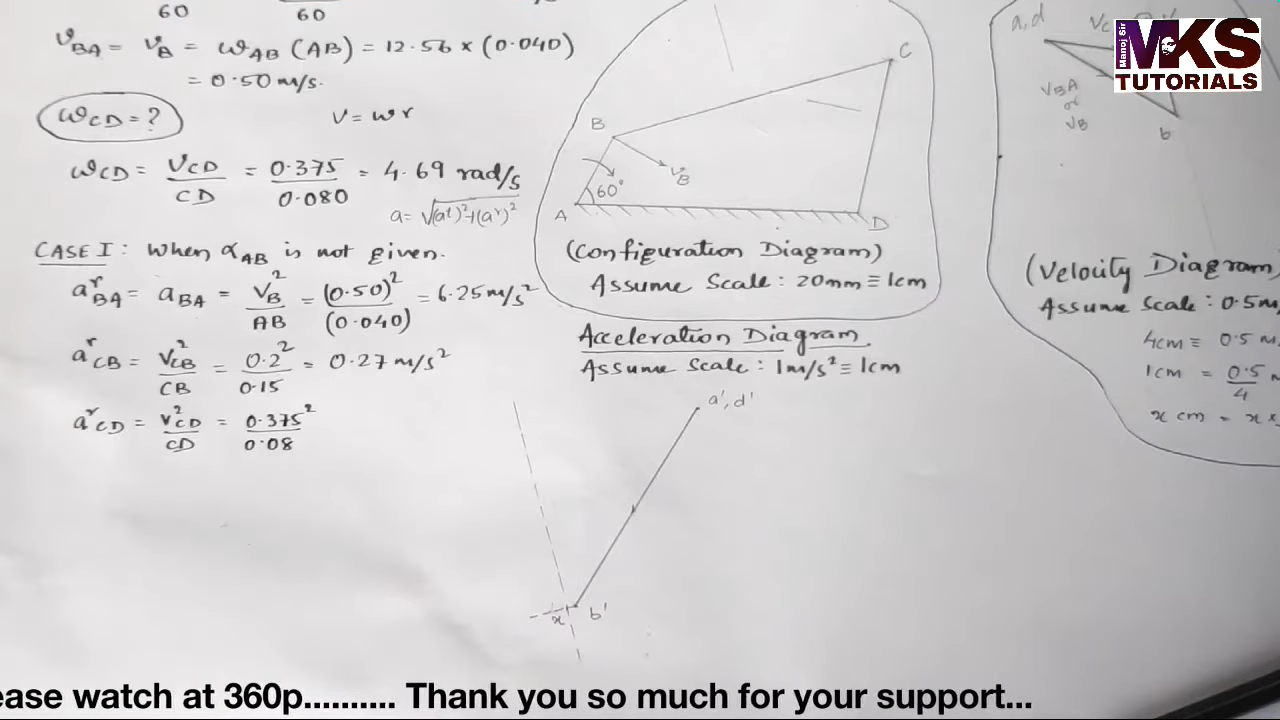 60
60
vBA = vB = ωAB (AB) = 12.56 × (0.040)
= 0.50 m/s.
ωCD = ?
v = ω r
ωCD = vCD / CD = 0.375 / 0.080 = 4.69 rad/s
a = √(aᵗ)² + (aʳ)²
CASE I : When αAB is not given.
aʳBA = aBA = vB² / AB = (0.50)² / (0.040) = 6.25 m/s²
aʳCB = vCB² / CB = 0.2² / 0.15 = 0.27 m/s²
aʳCD = v²CD / CD = 0.375² / 0.08
C
B
vB
60°
A
D
(Configuration Diagram)
Assume Scale : 20mm ≡ 1cm
Acceleration Diagram.
Assume Scale : 1m/s² ≡ 1cm
a', d'
x
b'
a, d
vBA
or
vB
b
(Velocity Diagram
Assume Scale : 0.5m
4cm ≡ 0.5 m
1cm = 0.5 / 4
x cm = x ×
Manoj Sir
MKS
TUTORIALS
ease watch at 360p.......... Thank you so much for your support...